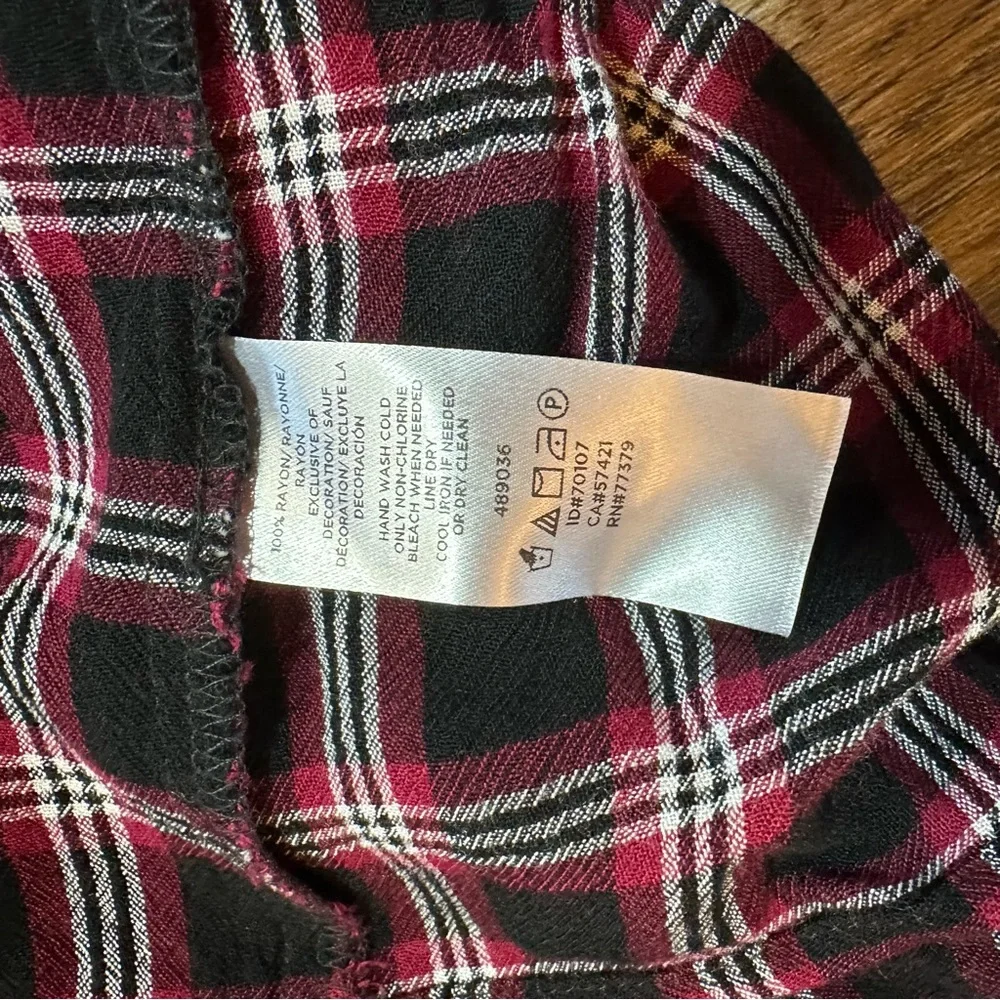 100% RAYON/ RAYONNE/
RAYON
EXCLUSIVE OF
DECORATION/ SAUF
DÉCORATION/ EXCLUYE LA
DECORACIÓN
HAND WASH COLD
ONLY NON-CHLORINE
BLEACH WHEN NEEDED
LINE DRY
COOL IRON IF NEEDED
OR DRY CLEAN
489036
P
ID#70107
CA#57421
RN#77379